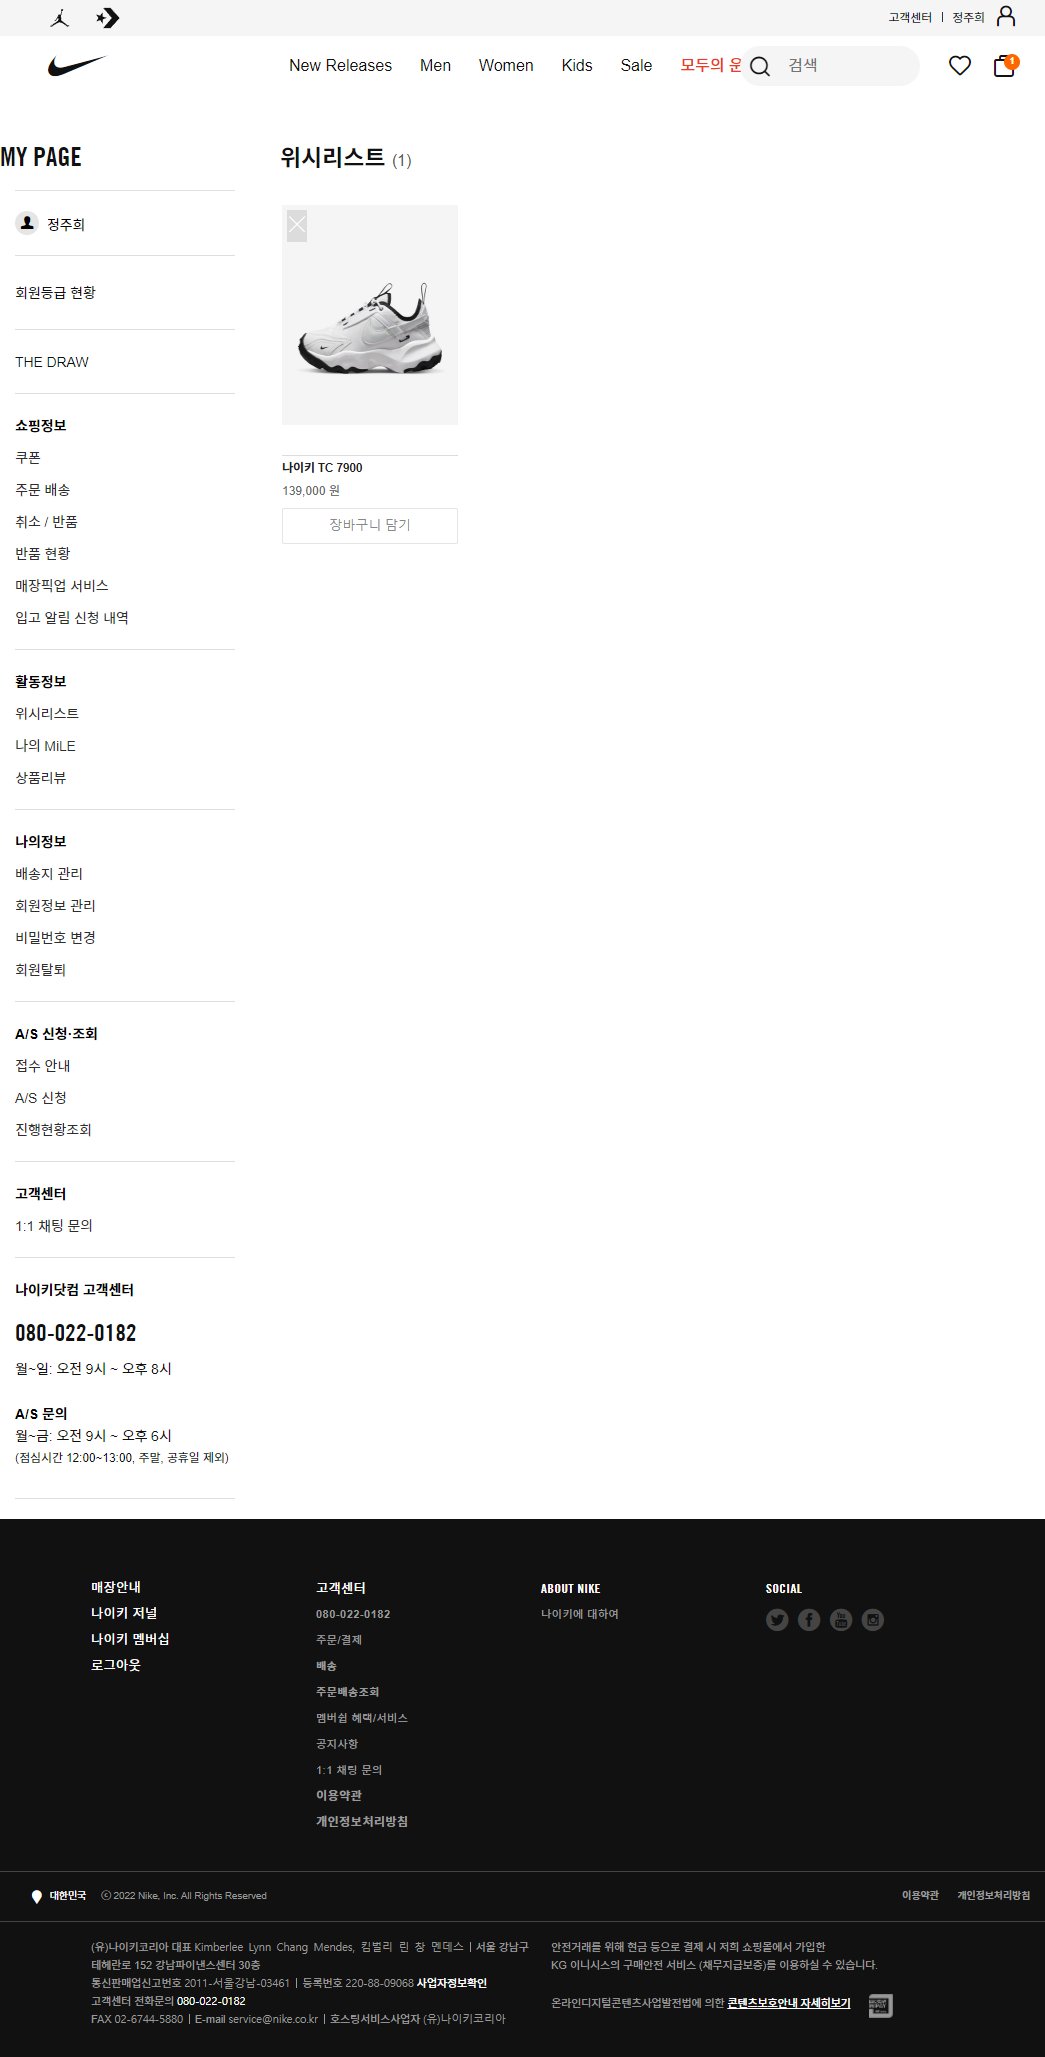 고객센터 | 정주희
New Releases Men Women Kids Sale 모두의 운
검색
1
MY PAGE
정주희
회원등급 현황
THE DRAW
쇼핑정보
쿠폰
주문 배송
취소 / 반품
반품 현황
매장픽업 서비스
입고 알림 신청 내역
활동정보
위시리스트
나의 MiLE
상품리뷰
나의정보
배송지 관리
회원정보 관리
비밀번호 변경
회원탈퇴
A/S 신청·조회
접수 안내
A/S 신청
진행현황조회
고객센터
1:1 채팅 문의
나이키닷컴 고객센터
080-022-0182
월~일: 오전 9시 ~ 오후 8시
A/S 문의
월~금: 오전 9시 ~ 오후 6시
(점심시간 12:00~13:00, 주말, 공휴일 제외)
위시리스트 (1)
나이키 TC 7900
139,000 원
장바구니 담기
매장안내
나이키 저널
나이키 멤버십
로그아웃
고객센터
080-022-0182
주문/결제
배송
주문배송조회
멤버쉽 혜택/서비스
공지사항
1:1 채팅 문의
이용약관
개인정보처리방침
ABOUT NIKE
나이키에 대하여
SOCIAL
대한민국 ⓒ 2022 Nike, Inc. All Rights Reserved
이용약관 개인정보처리방침
(유)나이키코리아 대표 Kimberlee Lynn Chang Mendes, 킴벌리 린 창 멘데스 | 서울 강남구
테헤란로 152 강남파이낸스센터 30층
통신판매업신고번호 2011-서울강남-03461 | 등록번호 220-88-09068 사업자정보확인
고객센터 전화문의 080-022-0182
FAX 02-6744-5880 | E-mail service@nike.co.kr | 호스팅서비스사업자 (유)나이키코리아
안전거래를 위해 현금 등으로 결제 시 저희 쇼핑몰에서 가입한
KG 이니시스의 구매안전 서비스 (채무지급보증)를 이용하실 수 있습니다.
온라인디지털콘텐츠사업발전법에 의한 콘텐츠보호안내 자세히보기